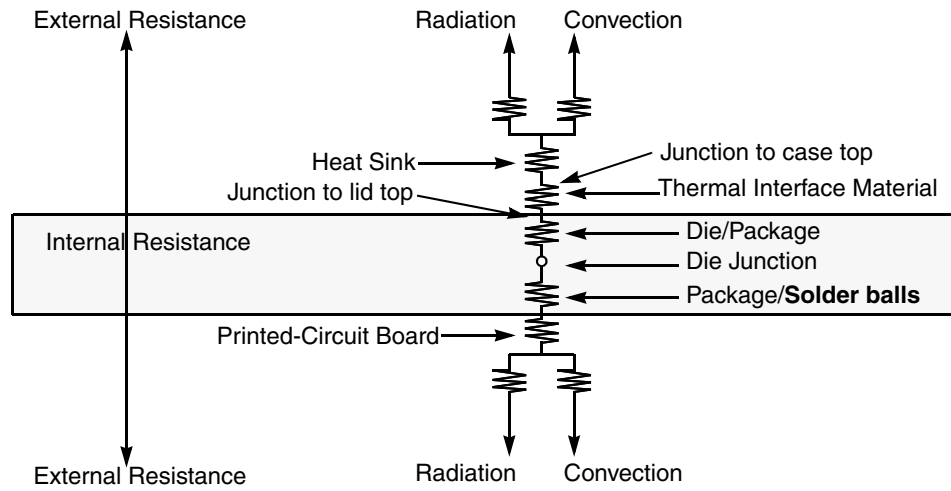 External Resistance
Radiation
Convection
Heat Sink
Junction to case top
Junction to lid top
Thermal Interface Material
Internal Resistance
Die/Package
Die Junction
Package/Solder balls
Printed-Circuit Board
External Resistance
Radiation
Convection